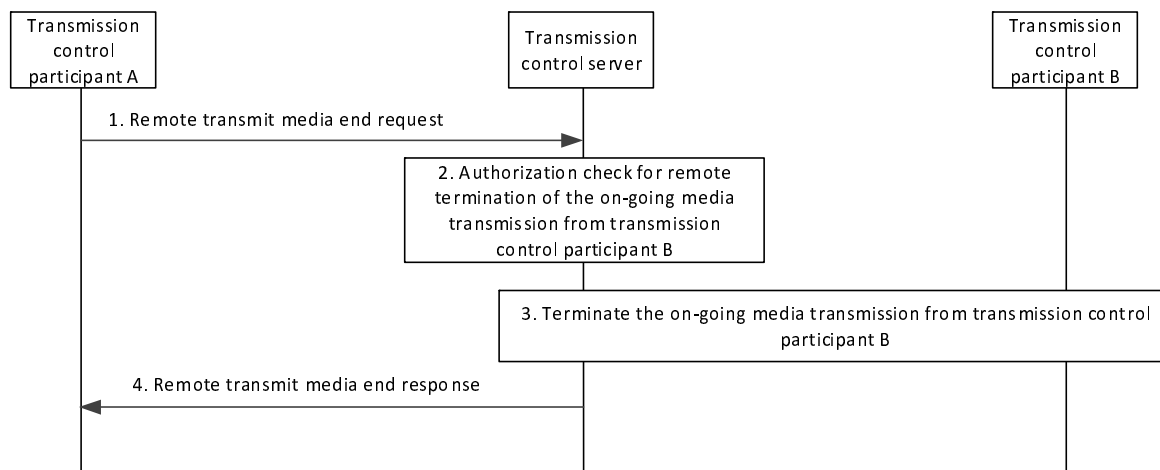 Transmission
control
participant A
Transmission
control server
Transmission
control
participant B
1. Remote transmit media end request
2. Authorization check for remote
termination of the on-going media
transmission from transmission
control participant B
3. Terminate the on-going media transmission from transmission control
participant B
4. Remote transmit media end response